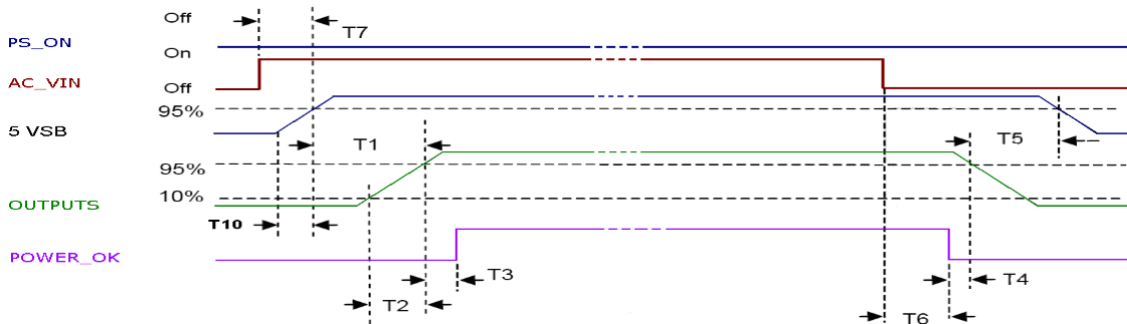 Off
T7
PS_ON
On
AC_VIN
Off
95%
5 VSB
T1
T5
95%
10%
OUTPUTS
T10
POWER_OK
T3
T4
T2
T6